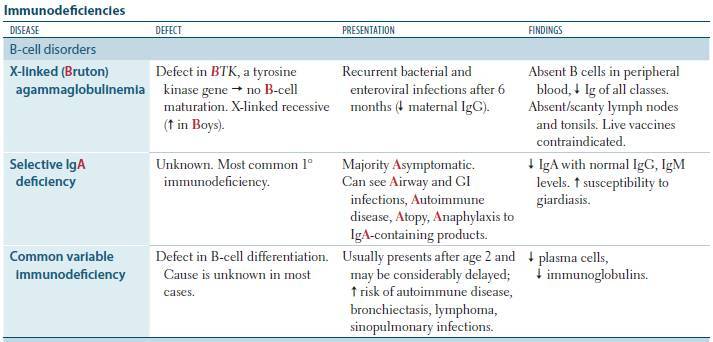 Immunodeficiencies
DISEASE DEFECT PRESENTATION FINDINGS
B-cell disorders
X-linked (Bruton)
agammaglobulinemia
Defect in BTK, a tyrosine
kinase gene → no B-cell
maturation. X-linked recessive
(↑ in Boys).
Recurrent bacterial and
enteroviral infections after 6
months (↓ maternal IgG).
Absent B cells in peripheral
blood, ↓ Ig of all classes.
Absent/scanty lymph nodes
and tonsils. Live vaccines
contraindicated.
Selective IgA
deficiency
Unknown. Most common 1°
immunodeficiency.
Majority Asymptomatic.
Can see Airway and GI
infections, Autoimmune
disease, Atopy, Anaphylaxis to
IgA-containing products.
↓ IgA with normal IgG, IgM
levels. ↑ susceptibility to
giardiasis.
Common variable
immunodeficiency
Defect in B-cell differentiation.
Cause is unknown in most
cases.
Usually presents after age 2 and
may be considerably delayed;
↑ risk of autoimmune disease,
bronchiectasis, lymphoma,
sinopulmonary infections.
↓ plasma cells,
↓ immunoglobulins.